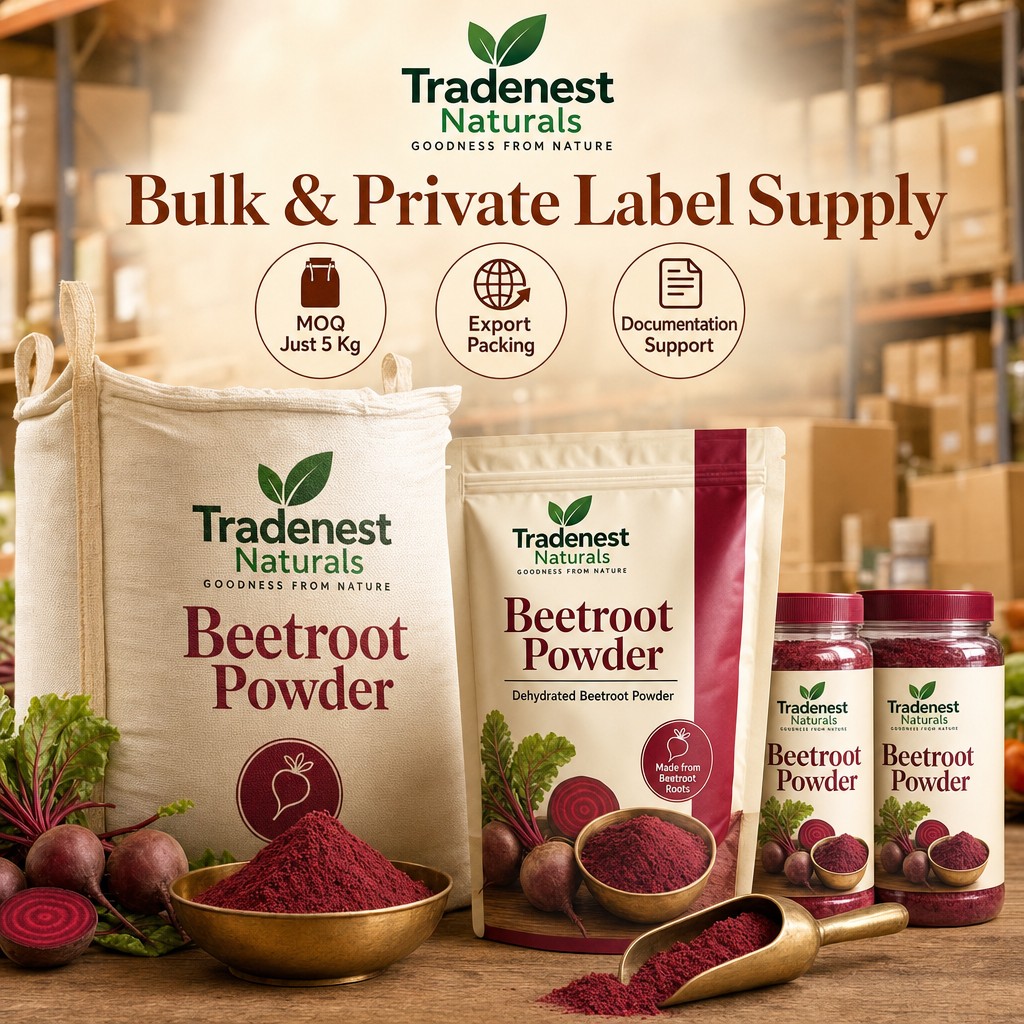 Tradenest
Naturals
GOODNESS FROM NATURE
Bulk & Private Label Supply
MOQ
Just 5 Kg
Export
Packing
Documentation
Support
Tradenest
Naturals
GOODNESS FROM NATURE
Beetroot
Powder
Tradenest
Naturals
GOODNESS FROM NATURE
Beetroot
Powder
Dehydrated Beetroot Powder
Made from
Beetroot
Roots
Tradenest
Naturals
GOODNESS FROM NATURE
Beetroot
Powder
Tradenest
Naturals
GOODNESS FROM NATURE
Beetroot
Powder